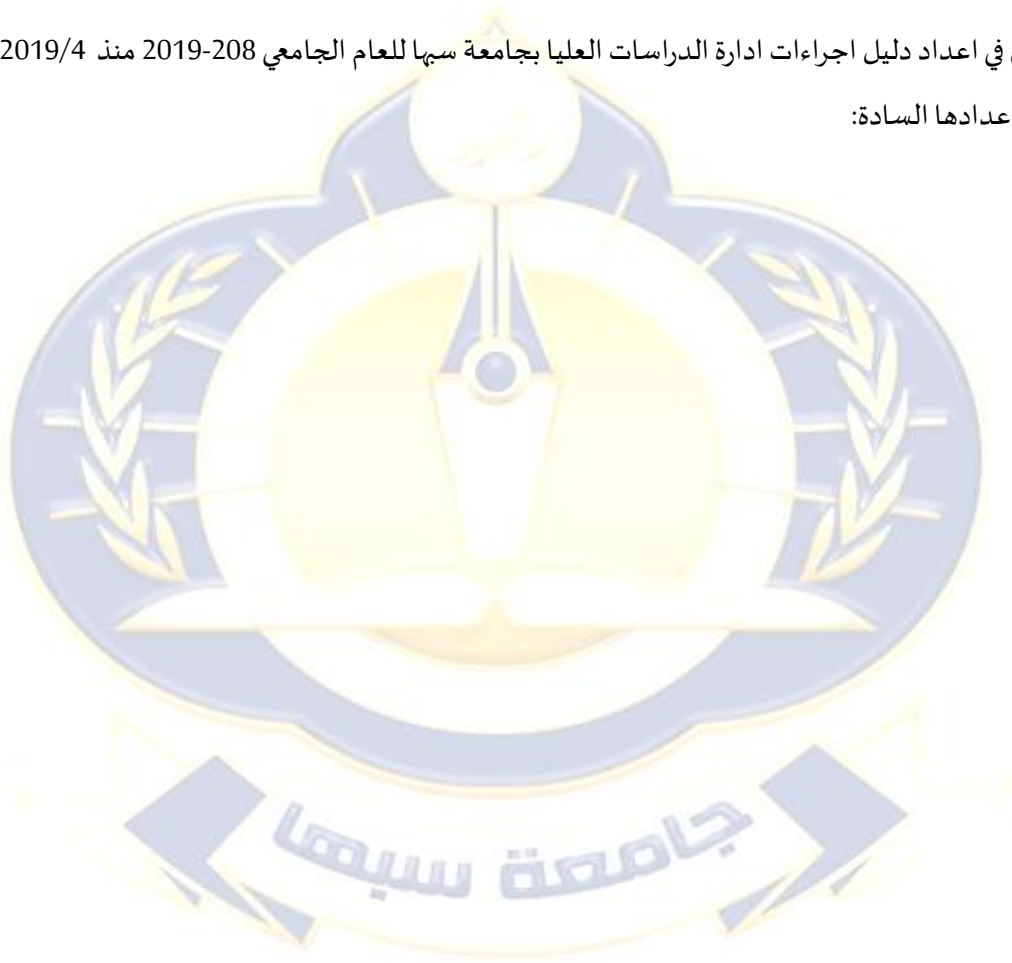 في اعداد دليل اجراءات ادارة الدراسات العليا بجامعة سبها للعام الجامعي 208-2019 منذ 2019/4
عدادها السادة:
جامعة سبها